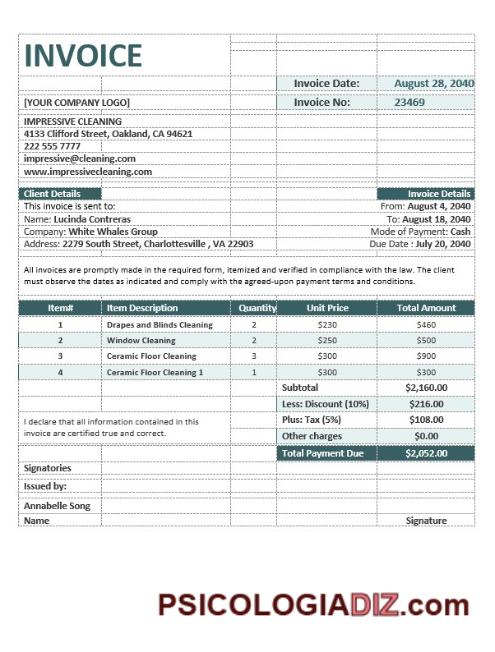 INVOICE
Invoice Date: August 28, 2040
[YOUR COMPANY LOGO] Invoice No: 23469
IMPRESSIVE CLEANING
4133 Clifford Street, Oakland, CA 94621
222 555 7777
impressive@cleaning.com
www.impressivecleaning.com
Client Details Invoice Details
This invoice is sent to: From: August 4, 2040
Name: Lucinda Contreras To: August 18, 2040
Company: White Whales Group Mode of Payment: Cash
Address: 2279 South Street, Charlottesville , VA 22903 Due Date : July 20, 2040
All invoices are promptly made in the required form, itemized and verified in compliance with the law. The client
must observe the dates as indicated and comply with the agreed-upon payment terms and conditions.
Item# Item Description Quantity Unit Price Total Amount
1 Drapes and Blinds Cleaning 2 $230 $460
2 Window Cleaning 2 $250 $500
3 Ceramic Floor Cleaning 3 $300 $900
4 Ceramic Floor Cleaning 1 1 $300 $300
Subtotal $2,160.00
Less: Discount (10%) $216.00
I declare that all information contained in this Plus: Tax (5%) $108.00
invoice are certified true and correct. Other charges $0.00
Total Payment Due $2,052.00
Signatories
Issued by:
Annabelle Song
Name Signature
PSICOLOGIADIZ.com